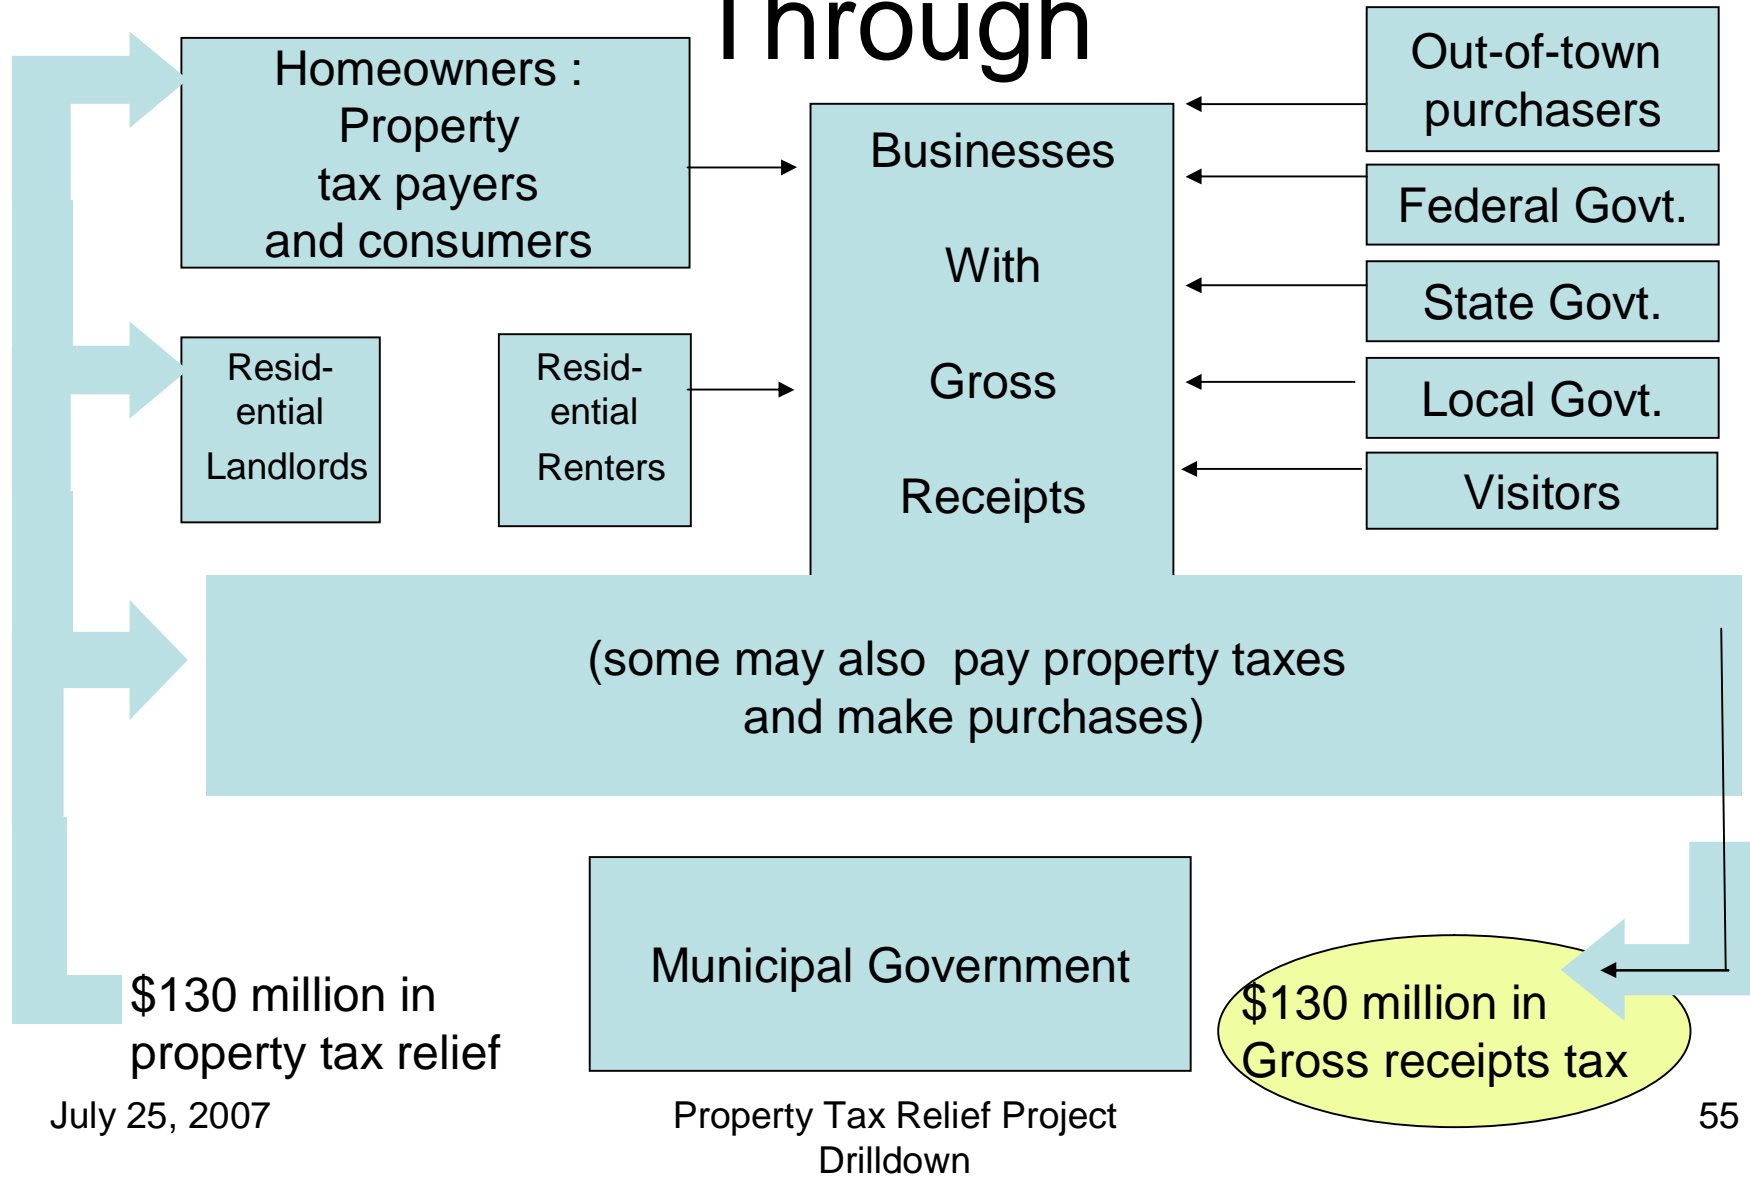 Through
Homeowners :
Property
tax payers
and consumers
Resid-
ential
Landlords
Resid-
ential
Renters
Businesses
With
Gross
Receipts
Out-of-town
purchasers
Federal Govt.
State Govt.
Local Govt.
Visitors
(some may also pay property taxes
and make purchases)
Municipal Government
$130 million in
property tax relief
$130 million in
Gross receipts tax
July 25, 2007
Property Tax Relief Project
Drilldown
55